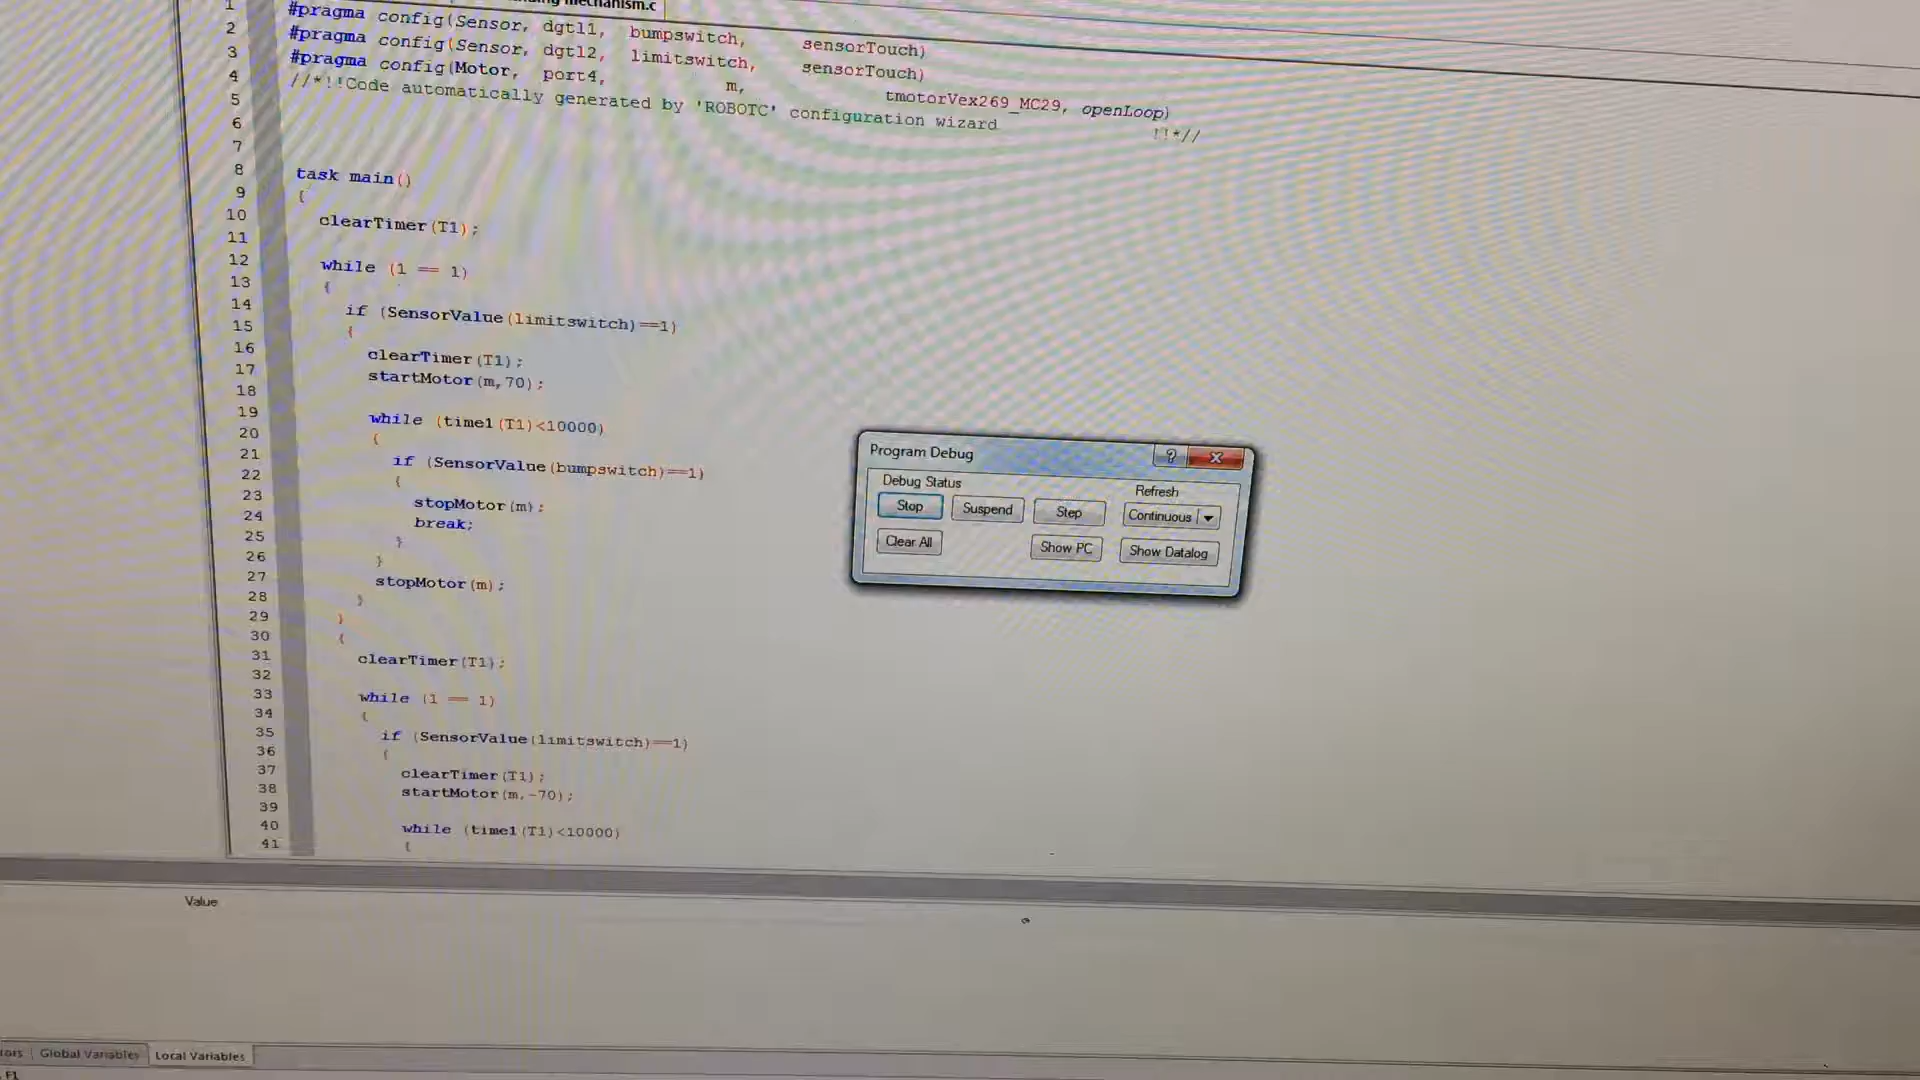 mechanism.c
1 #pragma config(Sensor, dgtl1, bumpswitch, sensorTouch)
2 #pragma config(Sensor, dgtl2, limitswitch, sensorTouch)
3 #pragma config(Motor, port4, m, tmotorVex269_MC29, openLoop)
4 //*!!Code automatically generated by 'ROBOTC' configuration wizard !!*//
5
6
7
8 task main()
9 {
10 clearTimer(T1);
11
12 while (1 == 1)
13 {
14 if (SensorValue(limitswitch)==1)
15 {
16 clearTimer(T1);
17 startMotor(m,70);
18
19 while (time1(T1)<10000)
20 {
21 if (SensorValue(bumpswitch)==1)
22 {
23 stopMotor(m);
24 break;
25 }
26 }
27 stopMotor(m);
28 }
29 }
30 {
31 clearTimer(T1);
32
33 while (1 == 1)
34 {
35 if (SensorValue(limitswitch)==1)
36 {
37 clearTimer(T1);
38 startMotor(m,-70);
39
40 while (time1(T1)<10000)
41 {
Program Debug ? x
Debug Status Refresh
Stop Suspend Step Continuous
Clear All Show PC Show Datalog
Value
Global Variables Local Variables
F1